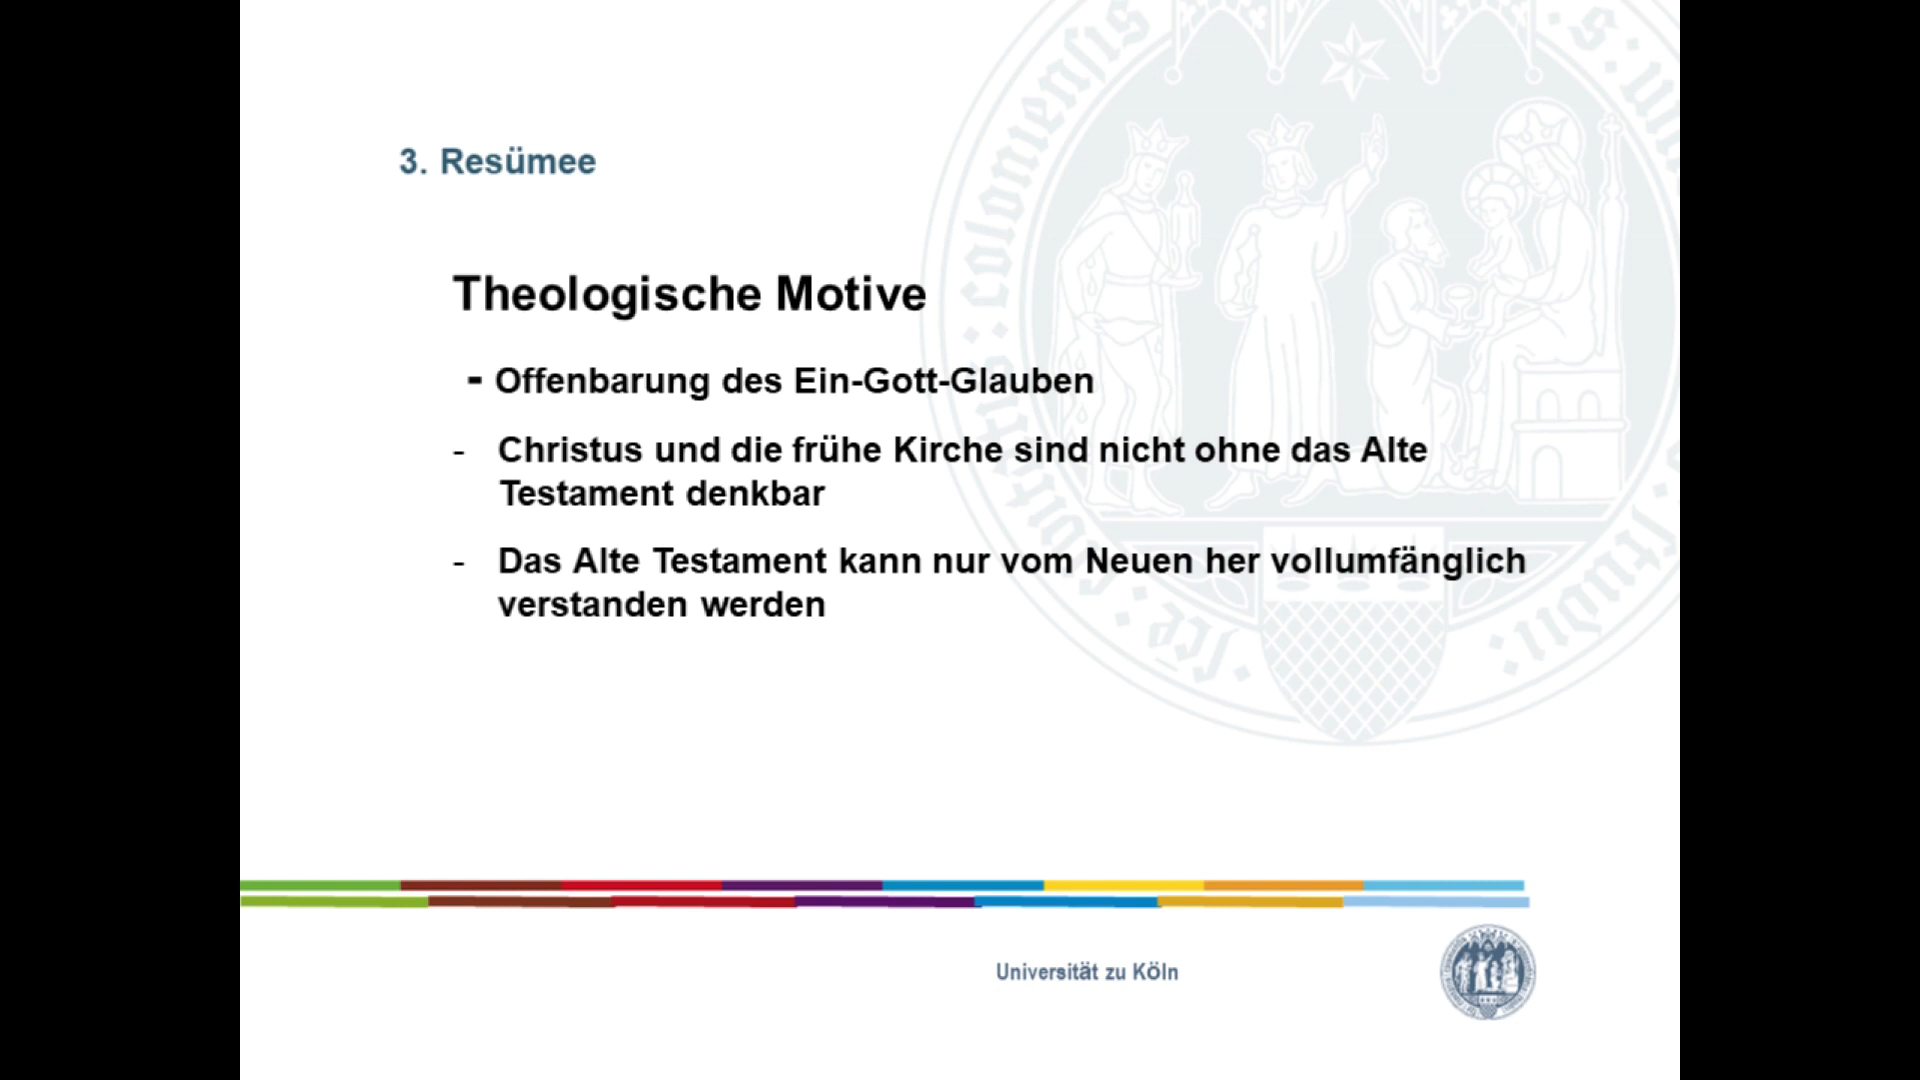 3. Resümee
Theologische Motive
- Offenbarung des Ein-Gott-Glauben
- Christus und die frühe Kirche sind nicht ohne das Alte
Testament denkbar
- Das Alte Testament kann nur vom Neuen her vollumfänglich
verstanden werden
Universität zu Köln